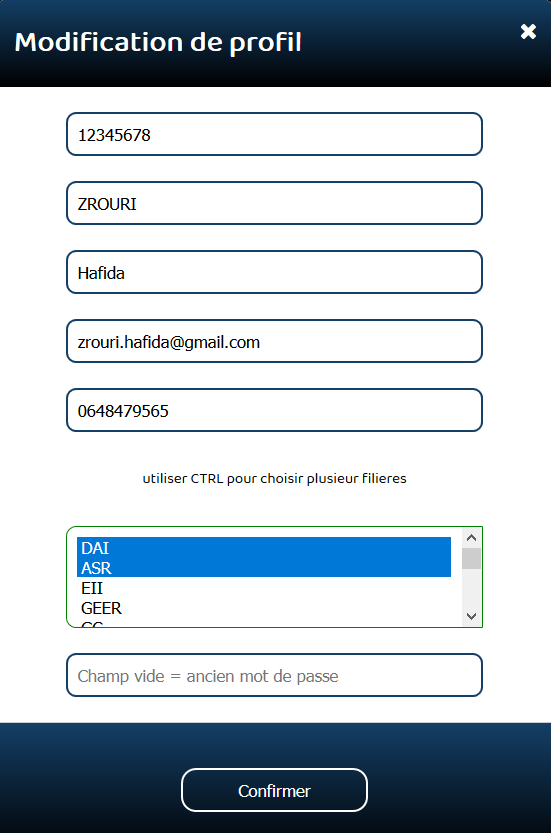 Modification de profil
12345678
ZROURI
Hafida
zrouri.hafida@gmail.com
0648479565
utiliser CTRL pour choisir plusieur filieres
DAI
ASR
EII
GEER
Champ vide = ancien mot de passe
Confirmer